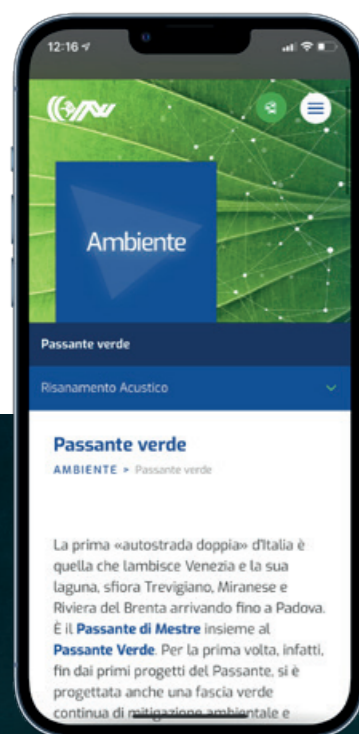 12:16
Ambiente
Passante verde
Risanamento Acustico
Passante verde
AMBIENTE > Passante verde
La prima «autostrada doppia» d'Italia è
quella che lambisce Venezia e la sua
laguna, sfiora Trevigiano, Miranese e
Riviera del Brenta arrivando fino a Padova.
È il Passante di Mestre insieme al
Passante Verde. Per la prima volta, infatti,
fin dai primi progetti del Passante, si è
progettata anche una fascia verde
continua di mitigazione ambientale e